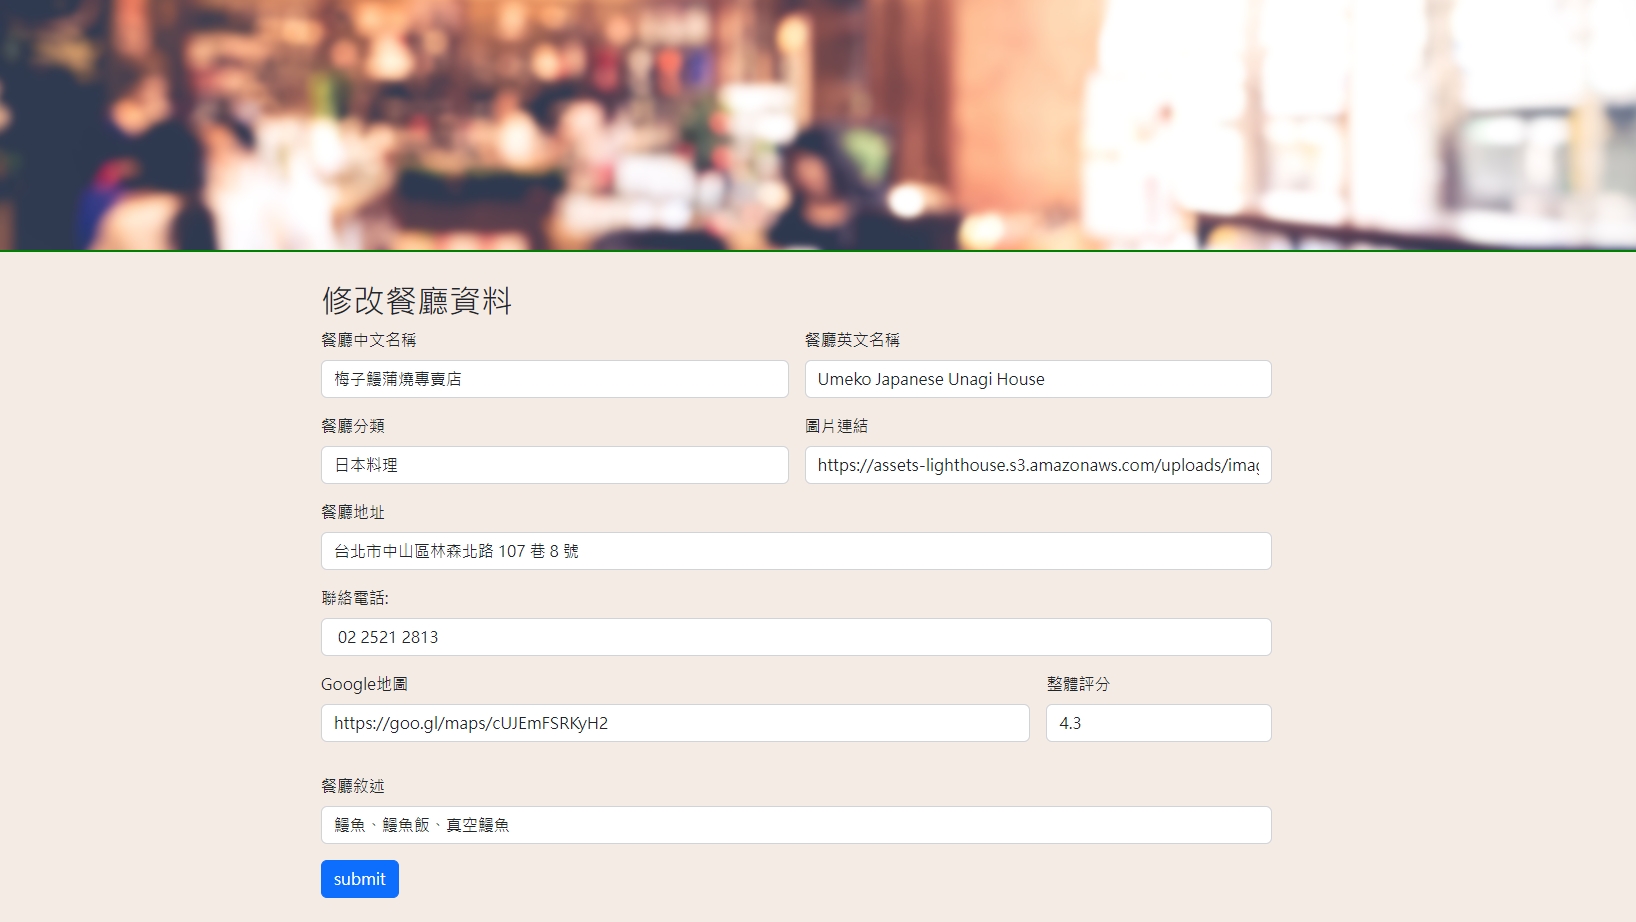 修改餐廳資料
餐廳中文名稱
餐廳英文名稱
梅子鰻蒲燒專賣店
Umeko Japanese Unagi House
餐廳分類
圖片連結
日本料理
https://assets-lighthouse.s3.amazonaws.com/uploads/imag
餐廳地址
台北市中山區林森北路 107 巷 8 號
聯絡電話:
02 2521 2813
Google地圖
整體評分
https://goo.gl/maps/cUJEmFSRKyH2
4.3
餐廳敘述
鰻魚、鰻魚飯、真空鰻魚
submit